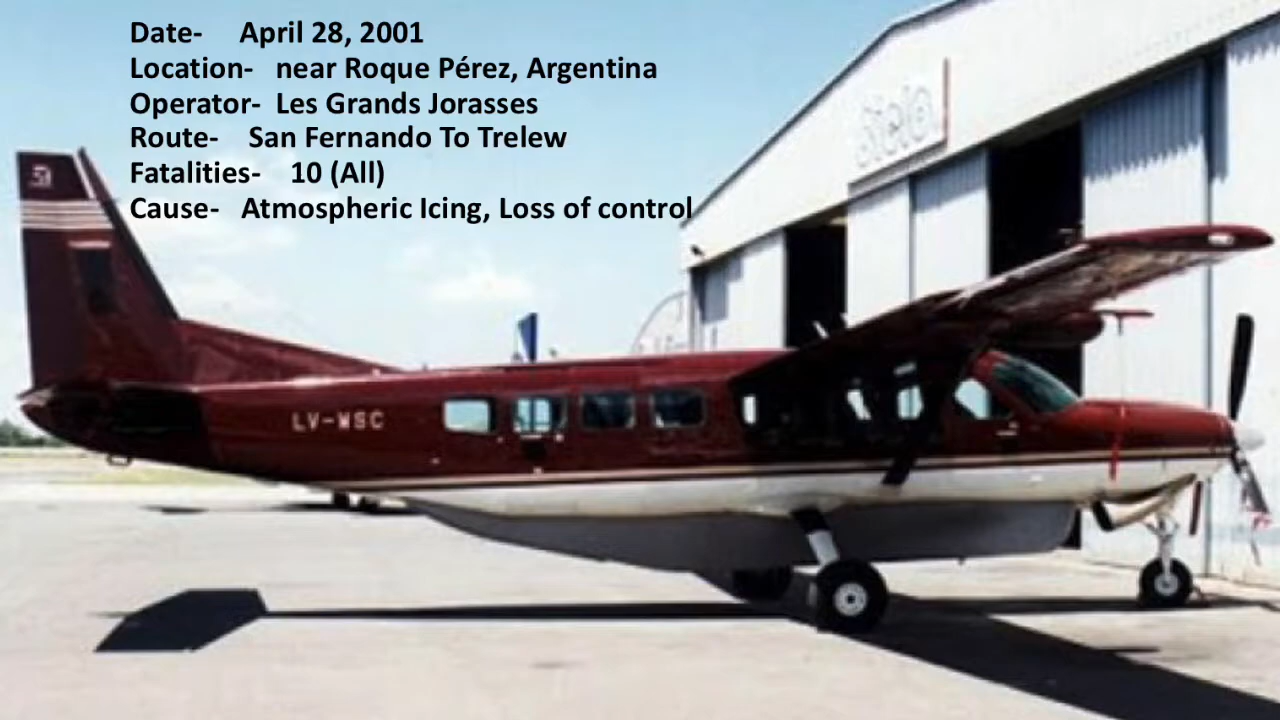 Date-     April 28, 2001
Location-   near Roque Pérez, Argentina
Operator-  Les Grands Jorasses
Route-    San Fernando To Trelew
Fatalities-    10 (All)
Cause-   Atmospheric Icing, Loss of control
LV-WSC